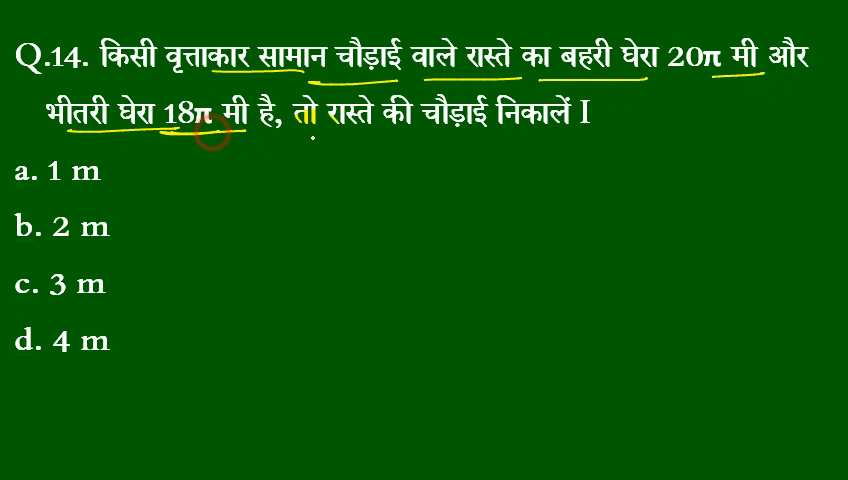 Q.14. किसी वृत्ताकार सामान चौड़ाई वाले रास्ते का बहरी घेरा 20π मी और
भीतरी घेरा 18π मी है, तो रास्ते की चौड़ाई निकालें I
a. 1 m
b. 2 m
c. 3 m
d. 4 m